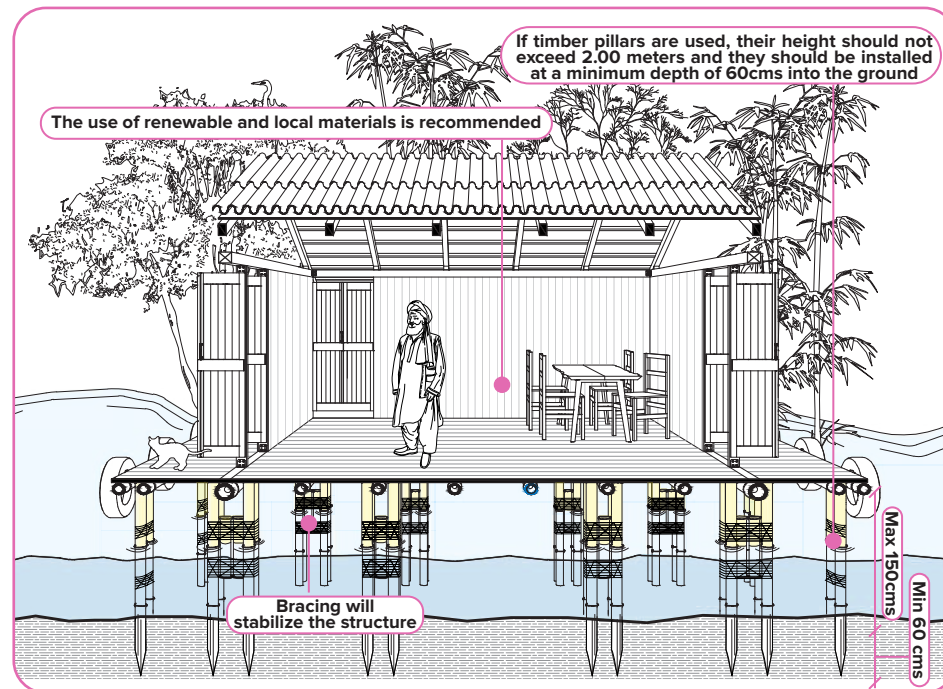 If timber pillars are used, their height should not
exceed 2.00 meters and they should be installed
at a minimum depth of 60cms into the ground
The use of renewable and local materials is recommended
Bracing will
stabilize the structure
Max 150cms
Min 60 cms